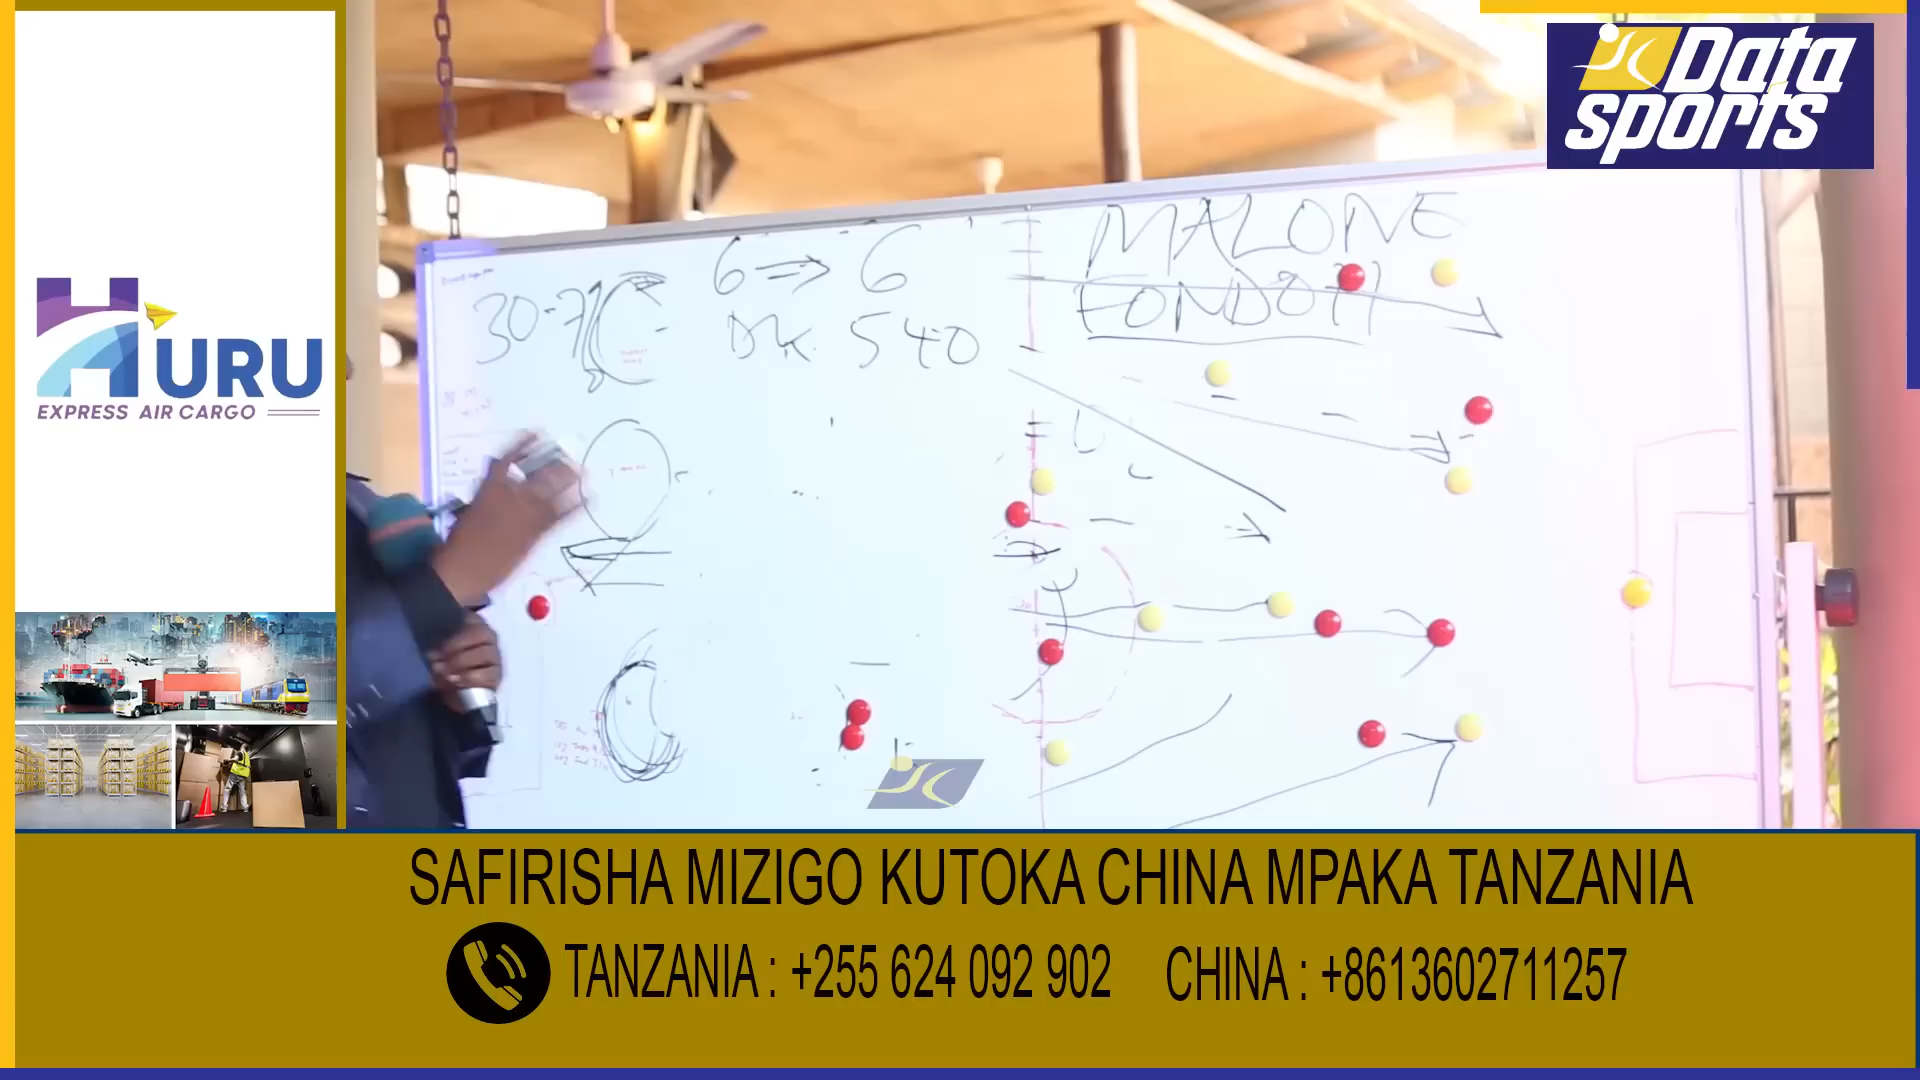 Data
sports
HURU
EXPRESS AIR CARGO
MALONE
FONDOH
6 ⇒ 6
30-7
DK 540
SAFIRISHA MIZIGO KUTOKA CHINA MPAKA TANZANIA
TANZANIA : +255 624 092 902
CHINA : +8613602711257